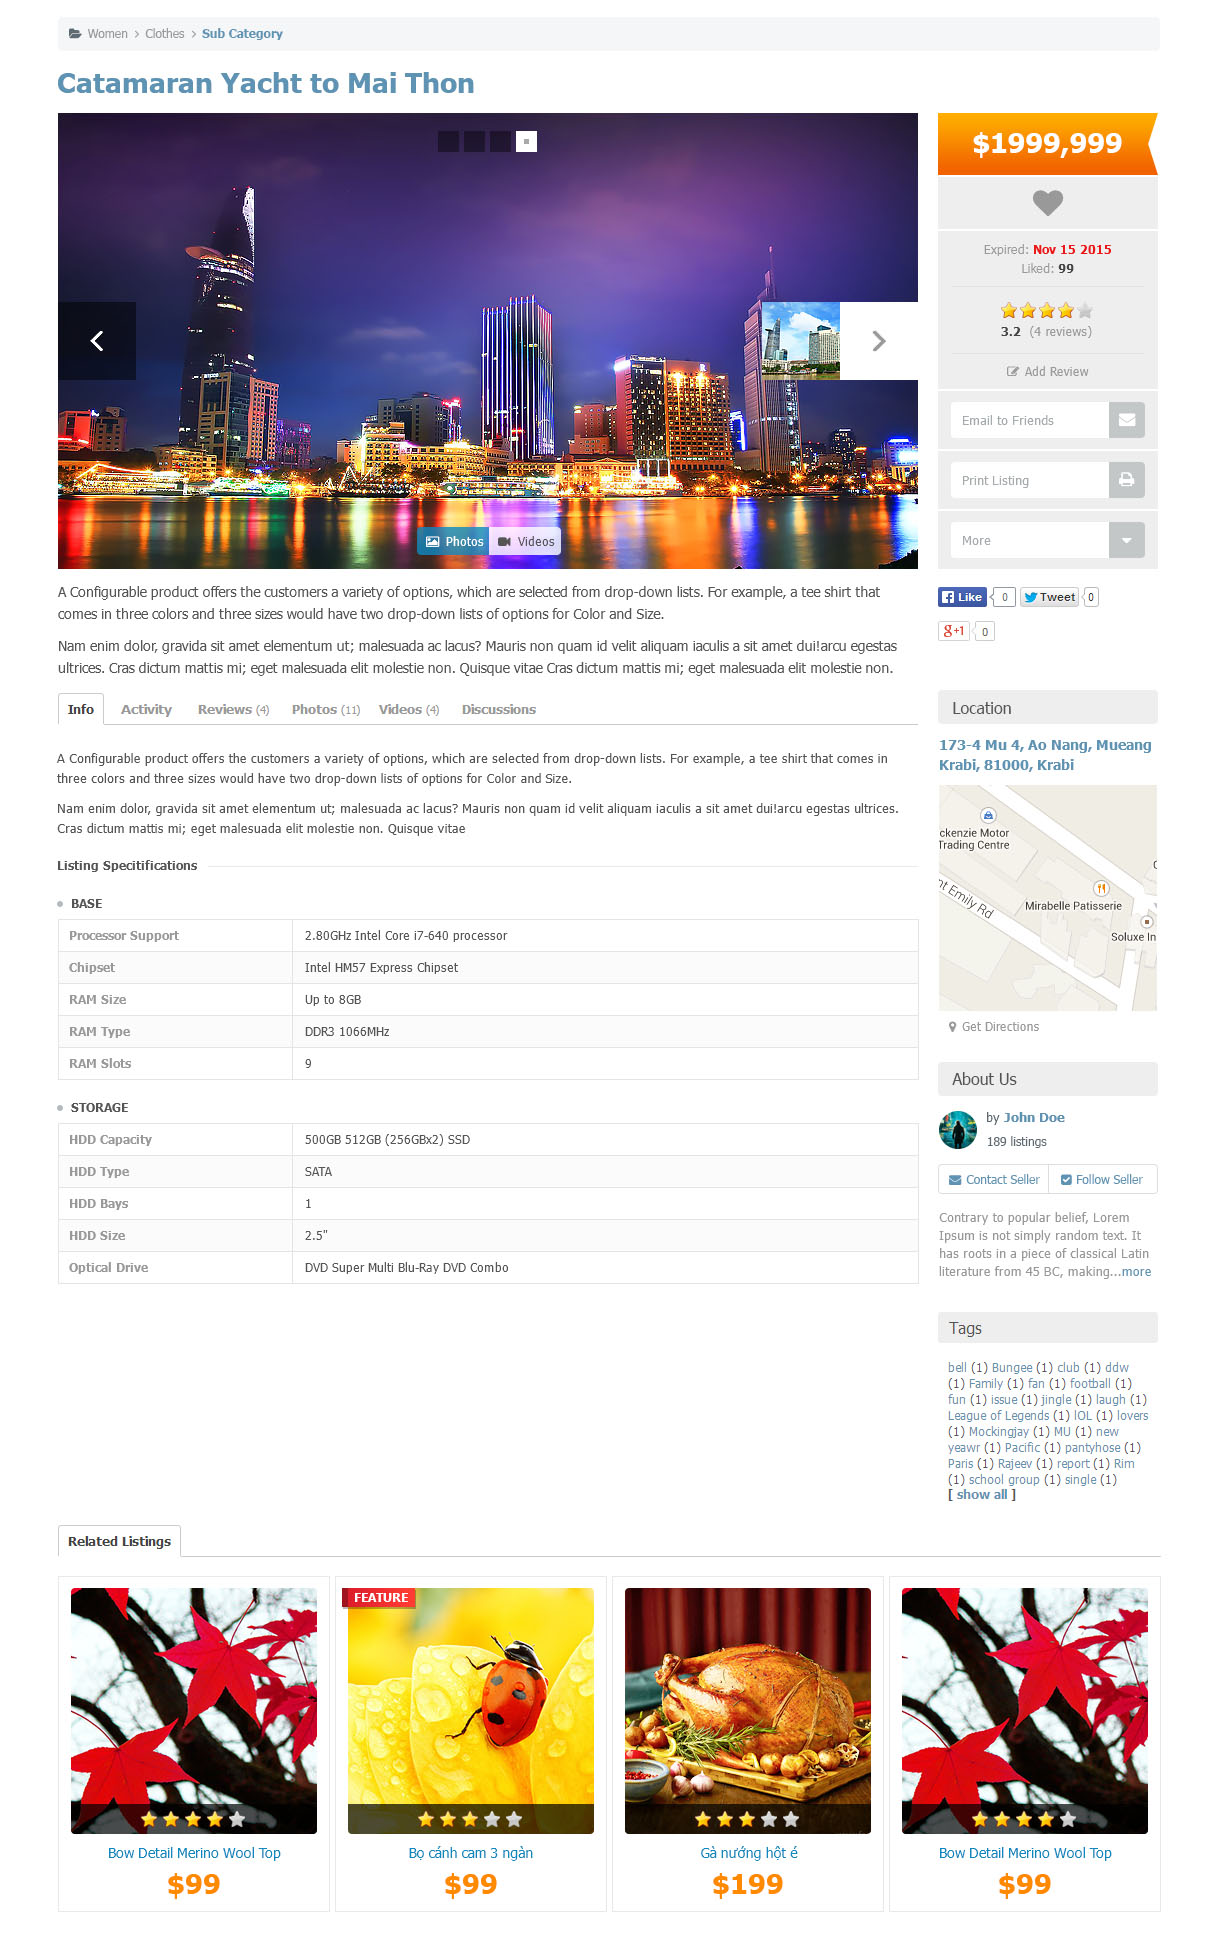 Women > Clothes > Sub Category
Catamaran Yacht to Mai Thon
Photos
Videos
A Configurable product offers the customers a variety of options, which are selected from drop-down lists. For example, a tee shirt that
comes in three colors and three sizes would have two drop-down lists of options for Color and Size.
Nam enim dolor, gravida sit amet elementum ut; malesuada ac lacus? Mauris non quam id velit aliquam iaculis a sit amet dui!arcu egestas
ultrices. Cras dictum mattis mi; eget malesuada elit molestie non. Quisque vitae Cras dictum mattis mi; eget malesuada elit molestie non.
Info Activity Reviews (4) Photos (11) Videos (4) Discussions
A Configurable product offers the customers a variety of options, which are selected from drop-down lists. For example, a tee shirt that comes in
three colors and three sizes would have two drop-down lists of options for Color and Size.
Nam enim dolor, gravida sit amet elementum ut; malesuada ac lacus? Mauris non quam id velit aliquam iaculis a sit amet dui!arcu egestas ultrices.
Cras dictum mattis mi; eget malesuada elit molestie non. Quisque vitae
Listing Specitifications
BASE
Processor Support 2.80GHz Intel Core i7-640 processor
Chipset Intel HM57 Express Chipset
RAM Size Up to 8GB
RAM Type DDR3 1066MHz
RAM Slots 9
STORAGE
HDD Capacity 500GB 512GB (256GBx2) SSD
HDD Type SATA
HDD Bays 1
HDD Size 2.5"
Optical Drive DVD Super Multi Blu-Ray DVD Combo
$1999,999
Expired: Nov 15 2015
Liked: 99
3.2 (4 reviews)
Add Review
Email to Friends
Print Listing
More
Like 0 Tweet 0
g+1 0
Location
173-4 Mu 4, Ao Nang, Mueang
Krabi, 81000, Krabi
ckenzie Motor
Trading Centre
nt Emily Rd
Mirabelle Patisserie
Soluxe In
Get Directions
About Us
by John Doe
189 listings
Contact Seller Follow Seller
Contrary to popular belief, Lorem
Ipsum is not simply random text. It
has roots in a piece of classical Latin
literature from 45 BC, making...more
Tags
bell (1) Bungee (1) club (1) ddw
(1) Family (1) fan (1) football (1)
fun (1) issue (1) jingle (1) laugh (1)
League of Legends (1) lOL (1) lovers
(1) Mockingjay (1) MU (1) new
yeawr (1) Pacific (1) pantyhose (1)
Paris (1) Rajeev (1) report (1) Rim
(1) school group (1) single (1)
[ show all ]
Related Listings
FEATURE
Bow Detail Merino Wool Top
$99
Bọ cánh cam 3 ngàn
$99
Gà nướng hột é
$199
Bow Detail Merino Wool Top
$99